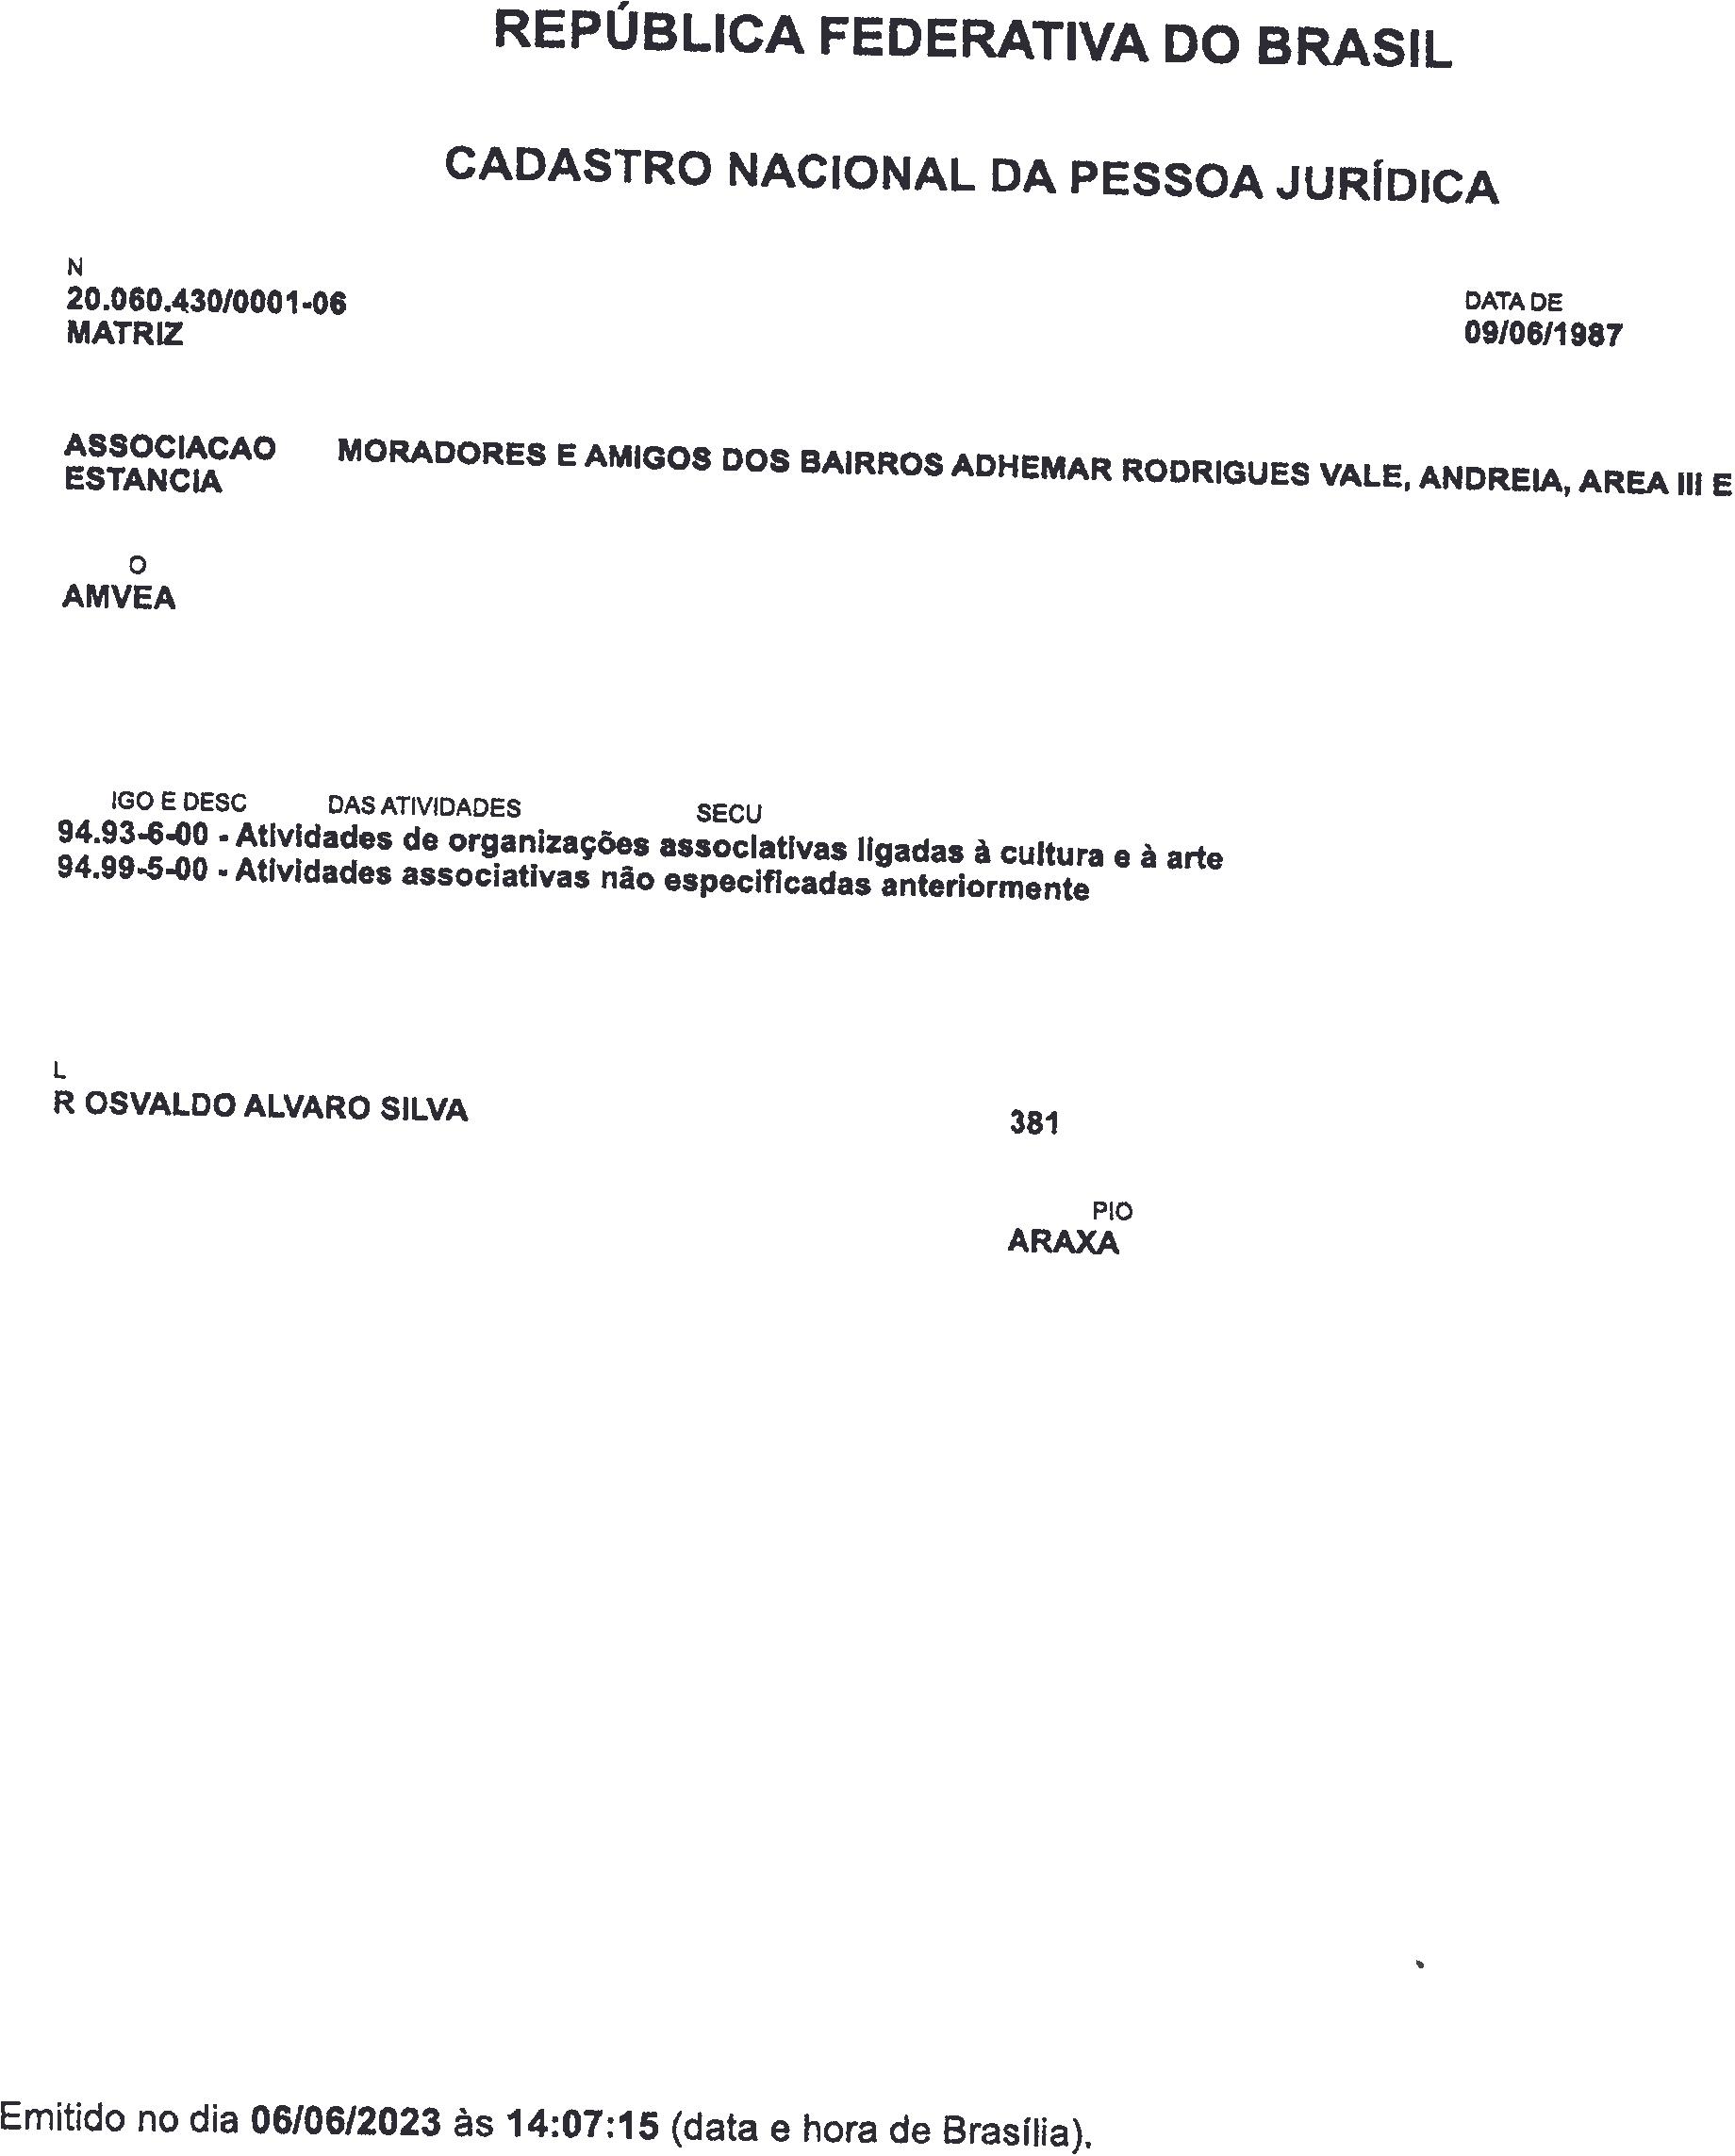 REPÚBLICA FEDERATIVA DO BRASIL
CADASTRO NACIONAL DA PESSOA JURÍDICA
N
20.060.430/0001-06
MATRIZ
DATA DE
09/06/1987
ASSOCIACAO MORADORES E AMIGOS DOS BAIRROS ADHEMAR RODRIGUES VALE, ANDREIA, AREA III E
ESTANCIA
O
AMVEA
IGO E DESC DAS ATIVIDADES SECU
94.93-6-00 - Atividades de organizações associativas ligadas à cultura e à arte
94.99-5-00 - Atividades associativas não especificadas anteriormente
L
R OSVALDO ALVARO SILVA 381
PIO
ARAXA
Emitido no dia 06/06/2023 às 14:07:15 (data e hora de Brasília).